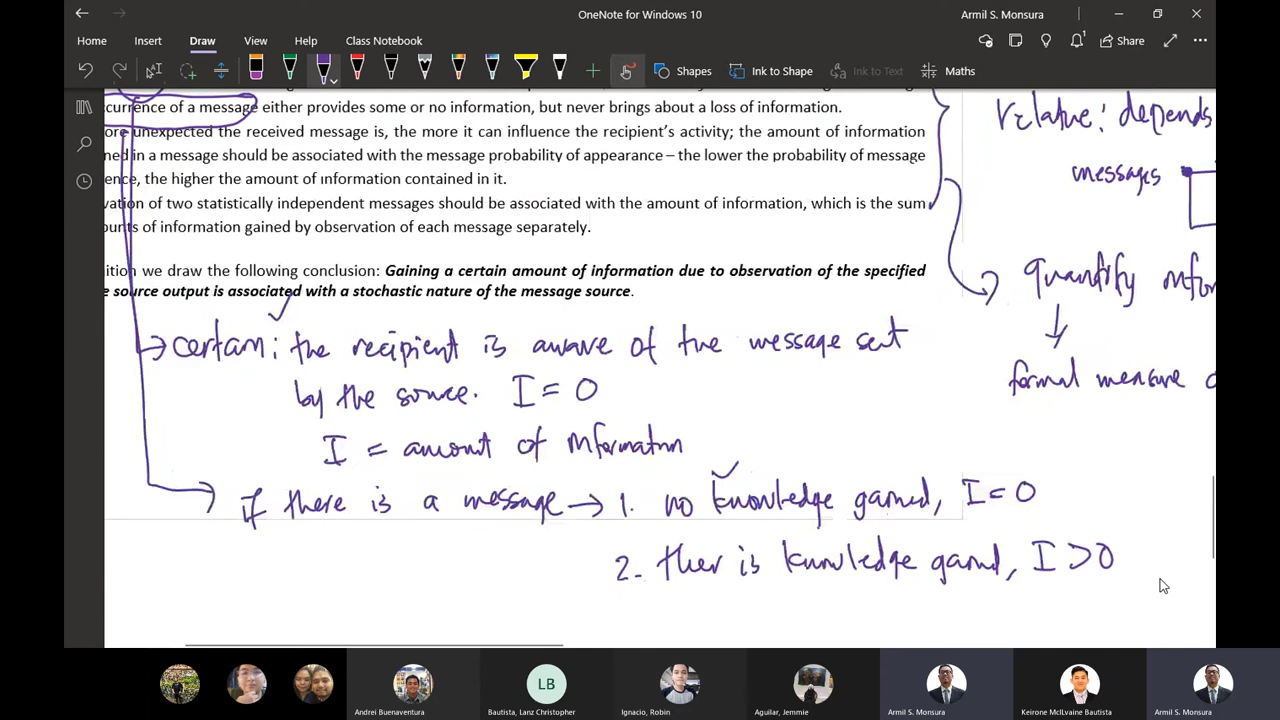 OneNote for Windows 10
Armil S. Monsura
Home Insert Draw View Help Class Notebook
Share
Shapes Ink to Shape Ink to Text Maths
currence of a message either provides some or no information, but never brings about a loss of information.
ore unexpected the received message is, the more it can influence the recipient's activity; the amount of information
ned in a message should be associated with the message probability of appearance – the lower the probability of message
ence, the higher the amount of information contained in it.
vation of two statistically independent messages should be associated with the amount of information, which is the sum
ounts of information gained by observation of each message separately.
ition we draw the following conclusion: Gaining a certain amount of information due to observation of the specified
e source output is associated with a stochastic nature of the message source.
relative: depends
messages
quantify
formal measure
certain: the recipient is aware of the message sent
by the source. I = 0
I = amount of information
if there is a message → 1. no knowledge gained, I = 0
2. ther is knowledge gained, I > 0
Andrei Buenaventura
LB
Bautista, Lanz Christopher
Ignacio, Robin
Aguilar, Jemmie
Armil S. Monsura
Keirone McIlvaine Bautista
Armil S. Monsura